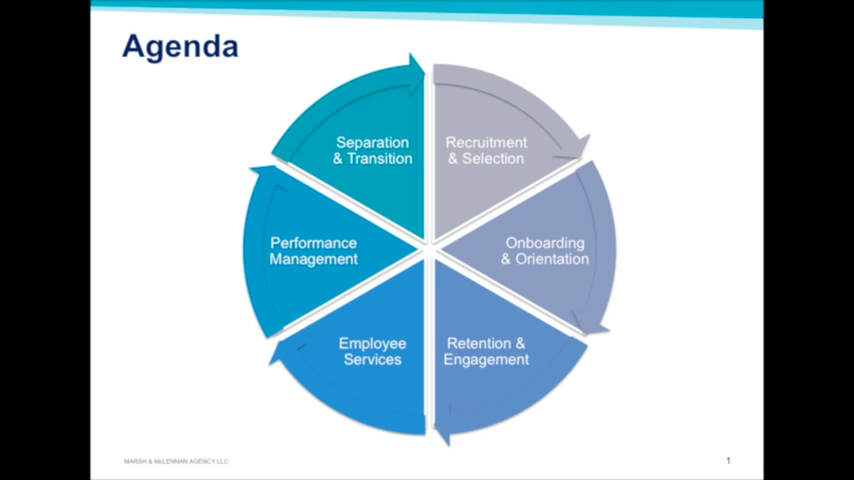 Agenda
Separation
& Transition
Recruitment
& Selection
Performance
Management
Onboarding
& Orientation
Employee
Services
Retention &
Engagement
MARSH & McLENNAN AGENCY LLC
1